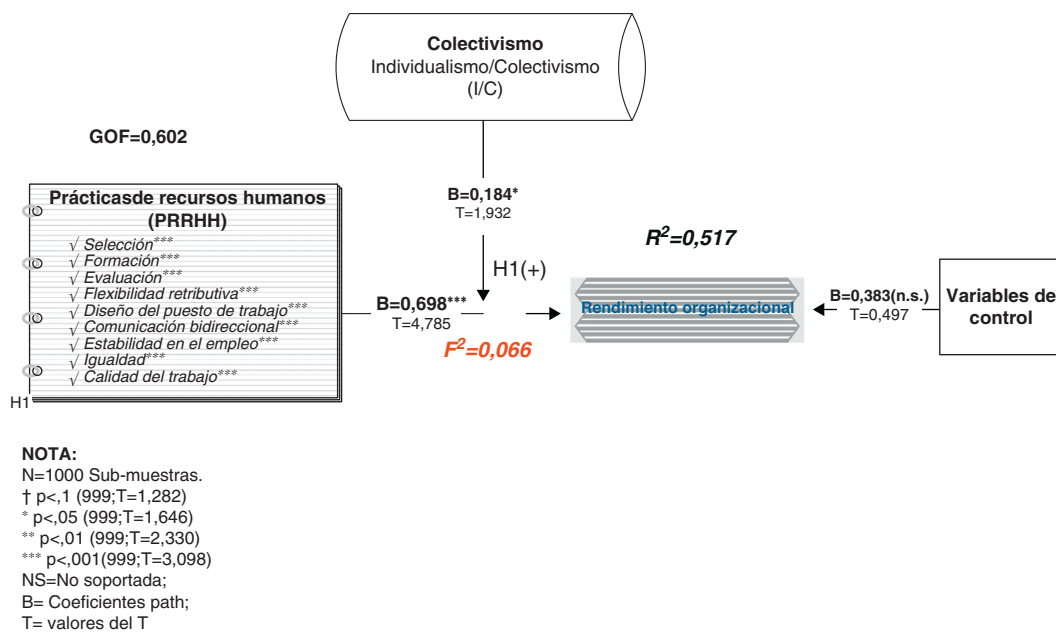 Colectivismo
Individualismo/Colectivismo
(I/C)
GOF=0,602
Prácticasde recursos humanos
(PRRHH)
√ Selección***
√ Formación***
√ Evaluación***
√ Flexibilidad retributiva***
√ Diseño del puesto de trabajo***
√ Comunicación bidireccional***
√ Estabilidad en el empleo***
√ Igualdad***
√ Calidad del trabajo***
H1
B=0,184*
T=1,932
H1(+)
B=0,698***
T=4,785
F²=0,066
R²=0,517
Rendimiento organizacional
B=0,383(n.s.)
T=0,497
Variables de
control
NOTA:
N=1000 Sub-muestras.
† p<,1 (999;T=1,282)
* p<,05 (999;T=1,646)
** p<,01 (999;T=2,330)
*** p<,001(999;T=3,098)
NS=No soportada;
B= Coeficientes path;
T= valores del T